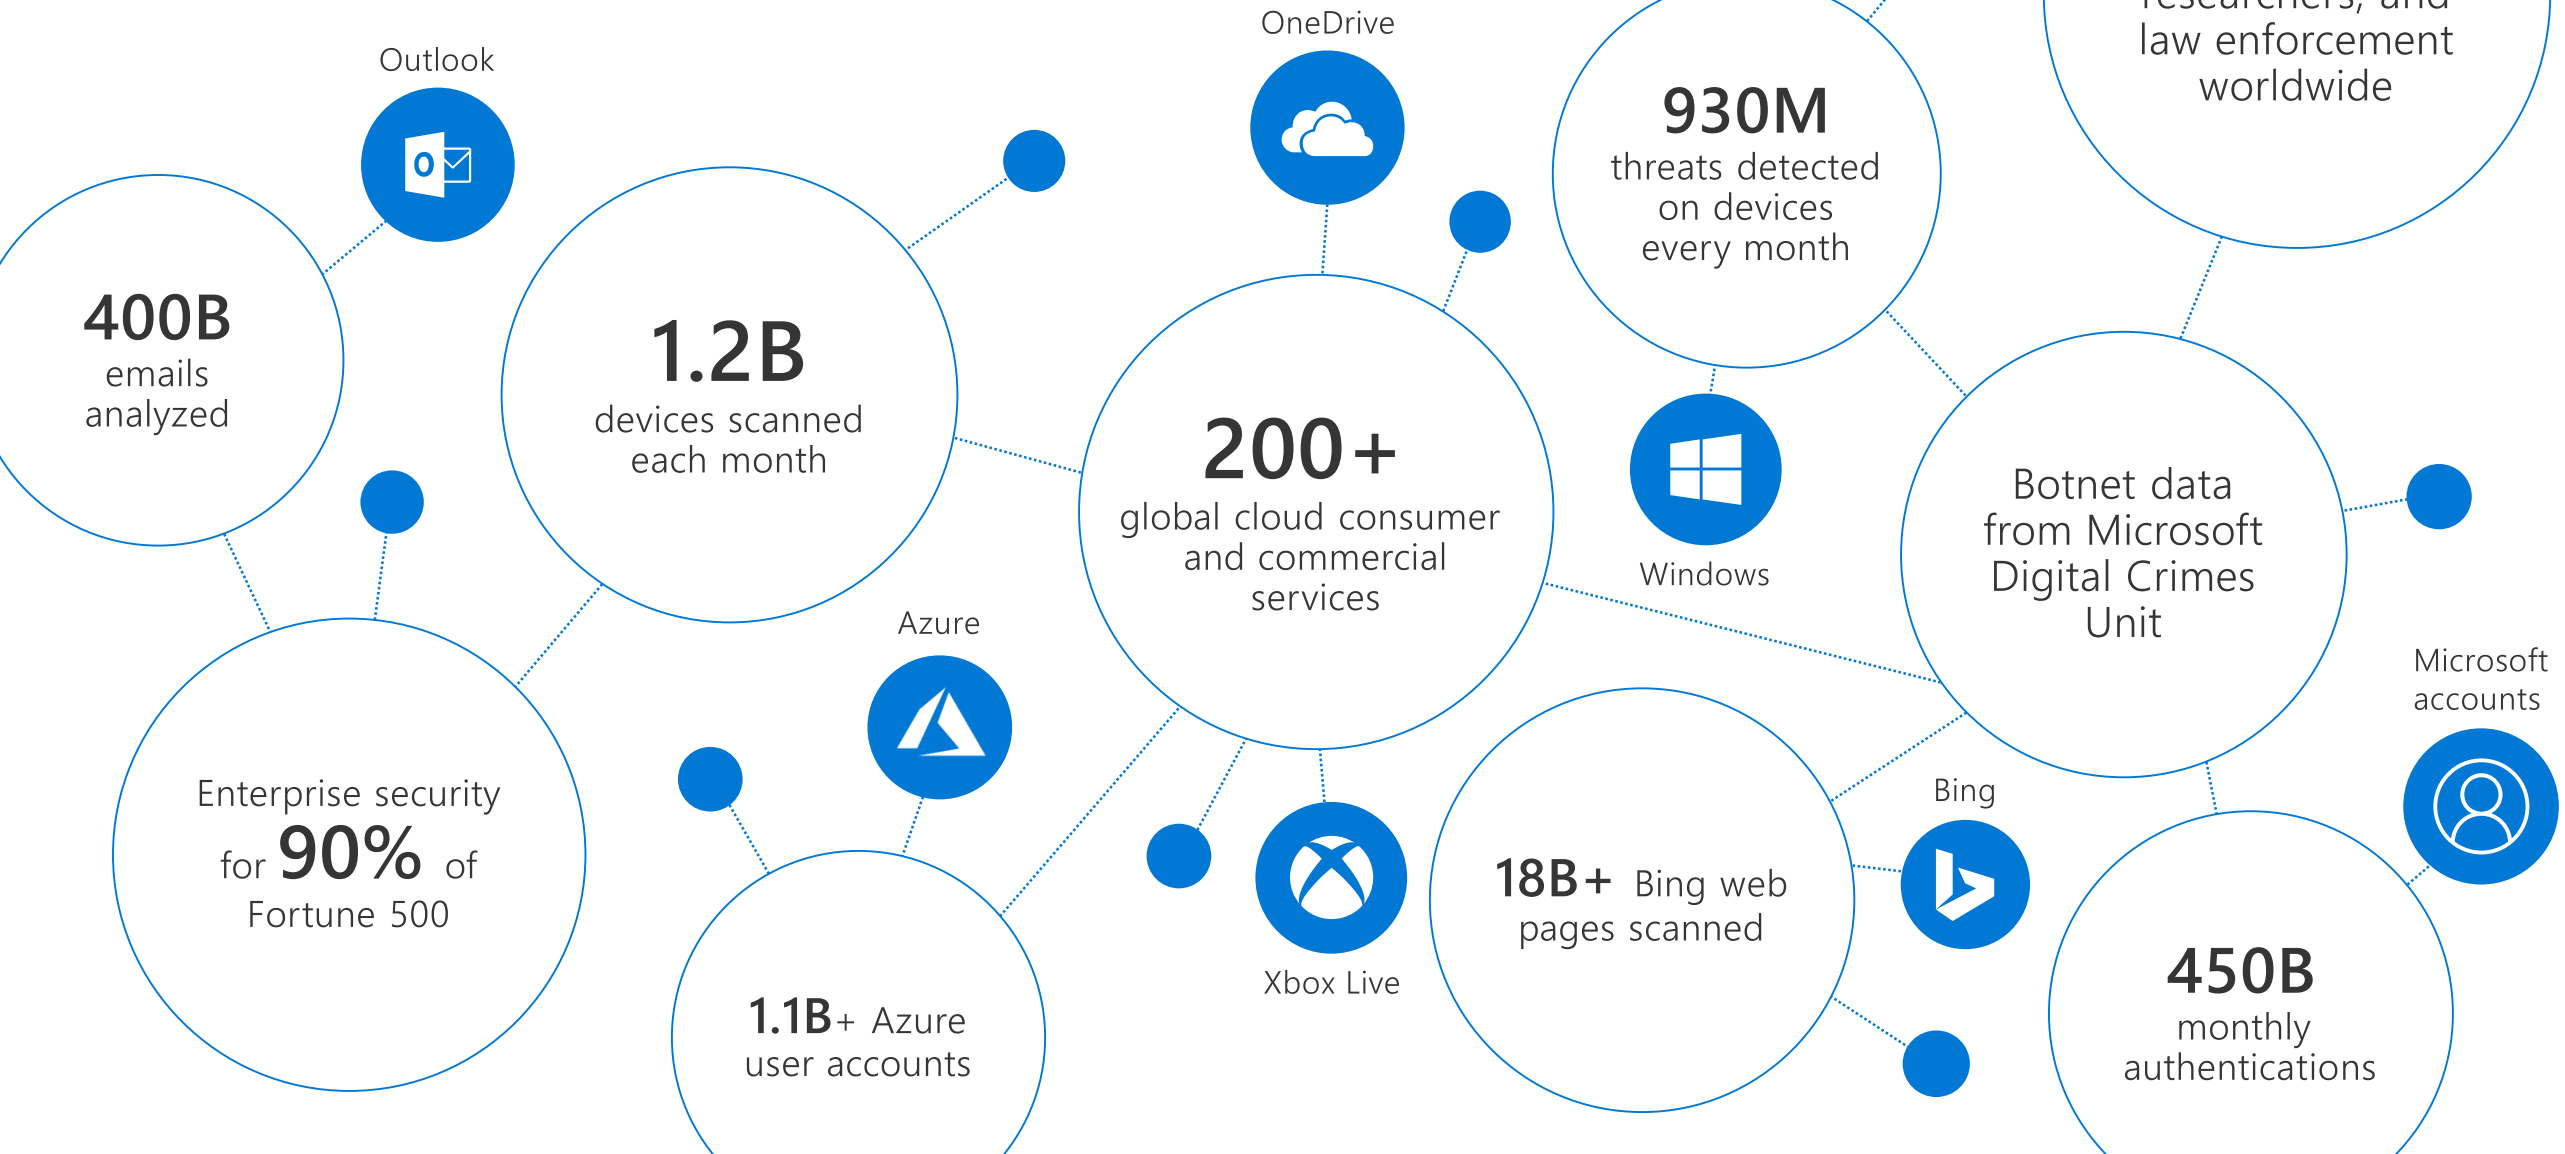 Outlook
400B
emails
analyzed
1.2B
devices scanned
each month
OneDrive
930M
threats detected
on devices
every month
researchers, and
law enforcement
worldwide
200+
global cloud consumer
and commercial
services
Windows
Botnet data
from Microsoft
Digital Crimes
Unit
Enterprise security
for 90% of
Fortune 500
Azure
1.1B+ Azure
user accounts
Xbox Live
18B+ Bing web
pages scanned
Bing
Microsoft
accounts
450B
monthly
authentications